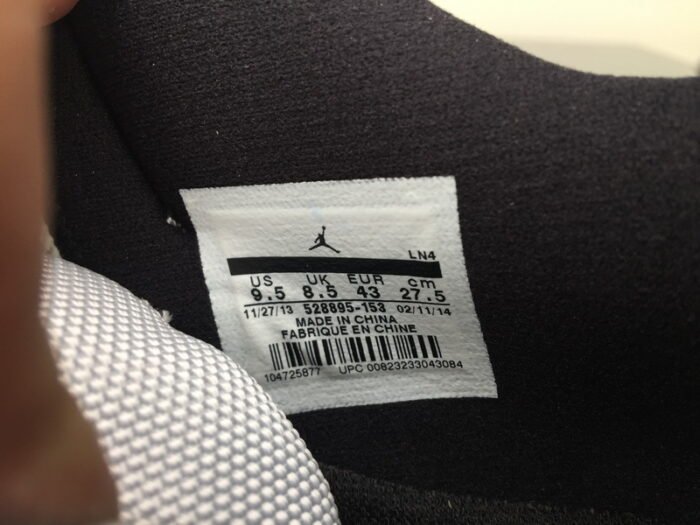 LN4
US UK EUR cm
9.5 8.5 43 27.5
11/27/13 528895-153 02/11/14
MADE IN CHINA
FABRIQUE EN CHINE
104725877 UPC 00823233043084